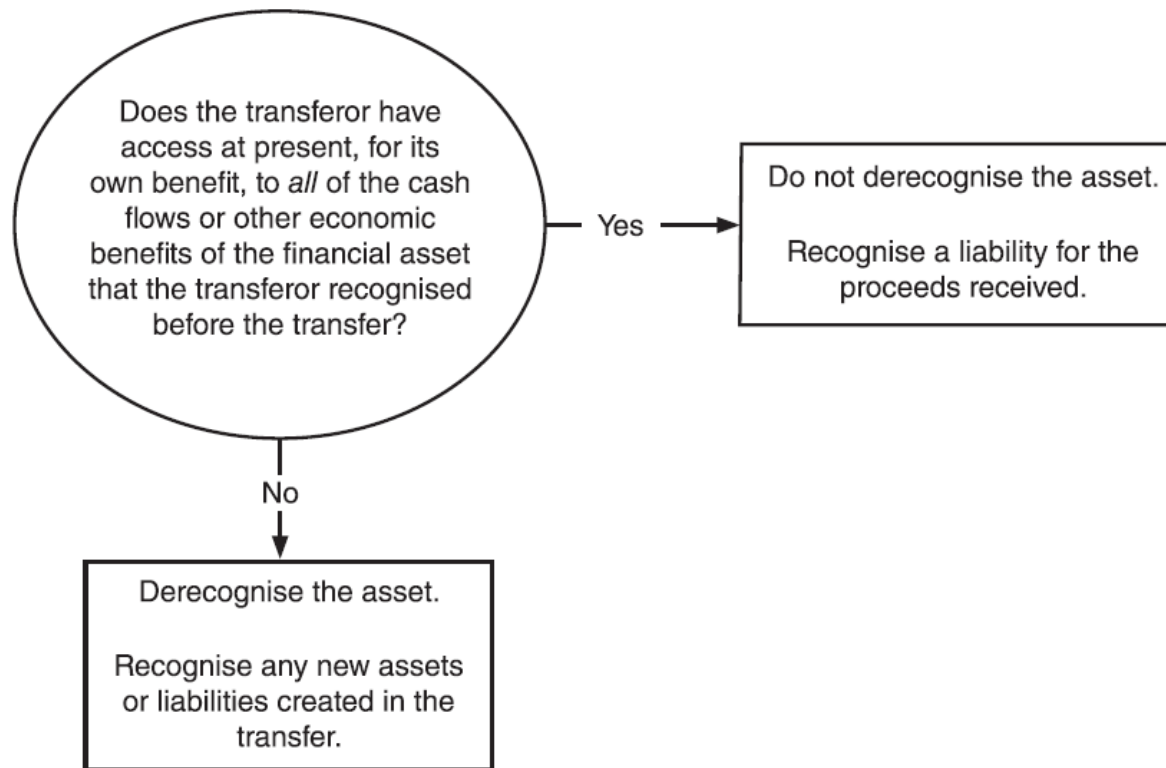 Does the transferor have
access at present, for its
own benefit, to all of the cash
flows or other economic
benefits of the financial asset
that the transferor recognised
before the transfer?
Yes
Do not derecognise the asset.
Recognise a liability for the
proceeds received.
No
Derecognise the asset.
Recognise any new assets
or liabilities created in the
transfer.